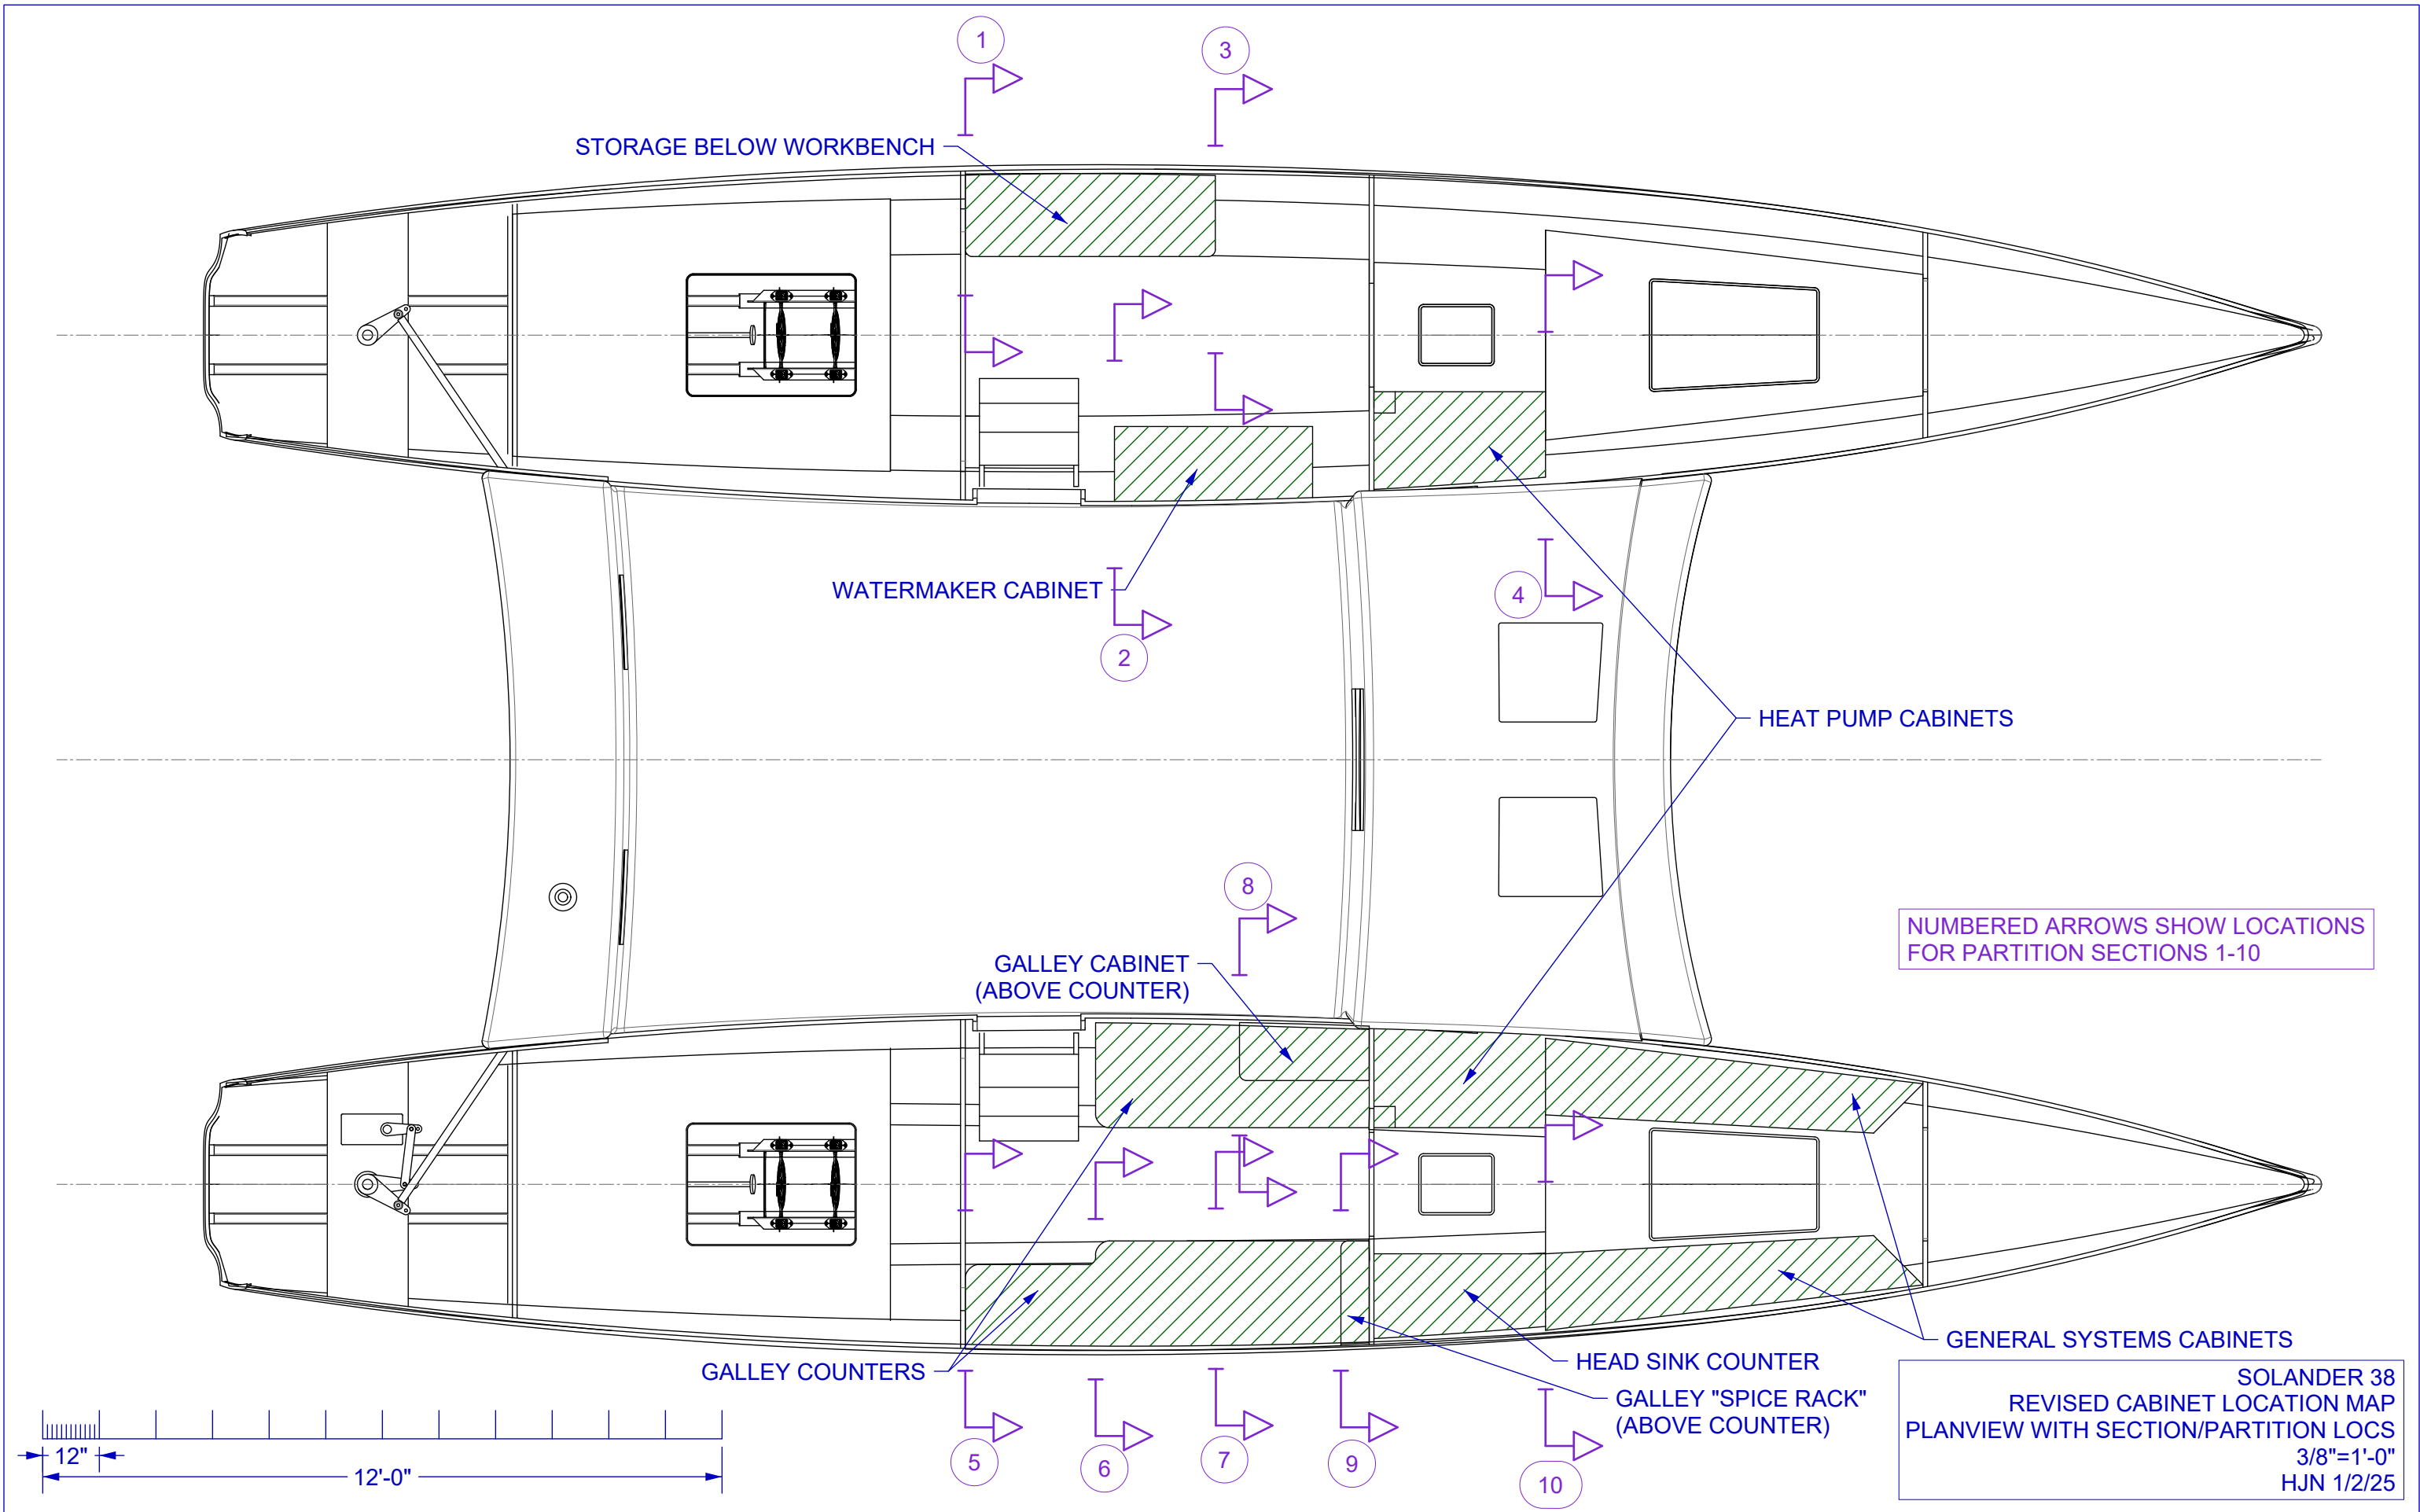 1
3
STORAGE BELOW WORKBENCH
WATERMAKER CABINET
4
2
HEAT PUMP CABINETS
8
NUMBERED ARROWS SHOW LOCATIONS
FOR PARTITION SECTIONS 1-10
GALLEY CABINET
(ABOVE COUNTER)
GENERAL SYSTEMS CABINETS
HEAD SINK COUNTER
GALLEY COUNTERS
GALLEY "SPICE RACK"
(ABOVE COUNTER)
5
6
7
9
10
12"
12'-0"
SOLANDER 38
REVISED CABINET LOCATION MAP
PLANVIEW WITH SECTION/PARTITION LOCS
3/8"=1'-0"
HJN 1/2/25